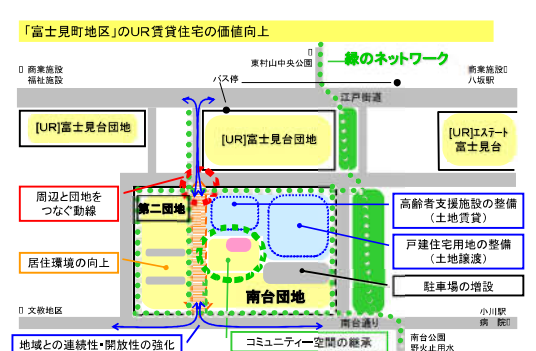 「富士見町地区」のUR賃貸住宅の価値向上
東村山中央公園
緑のネットワーク
商業施設
福祉施設
バス停
商業施設
八坂駅
江戸街道
[UR]富士見台団地
[UR]富士見台団地
[UR]エステート
富士見台
周辺と団地を
つなぐ動線
第二団地
高齢者支援施設の整備
（土地賃貸）
戸建住宅用地の整備
（土地譲渡）
居住環境の向上
駐車場の増設
南台団地
文教地区
小川駅
病 院
南台通り
地域との連続性・開放性の強化
コミュニティー空間の継承
南台公園
野火止用水